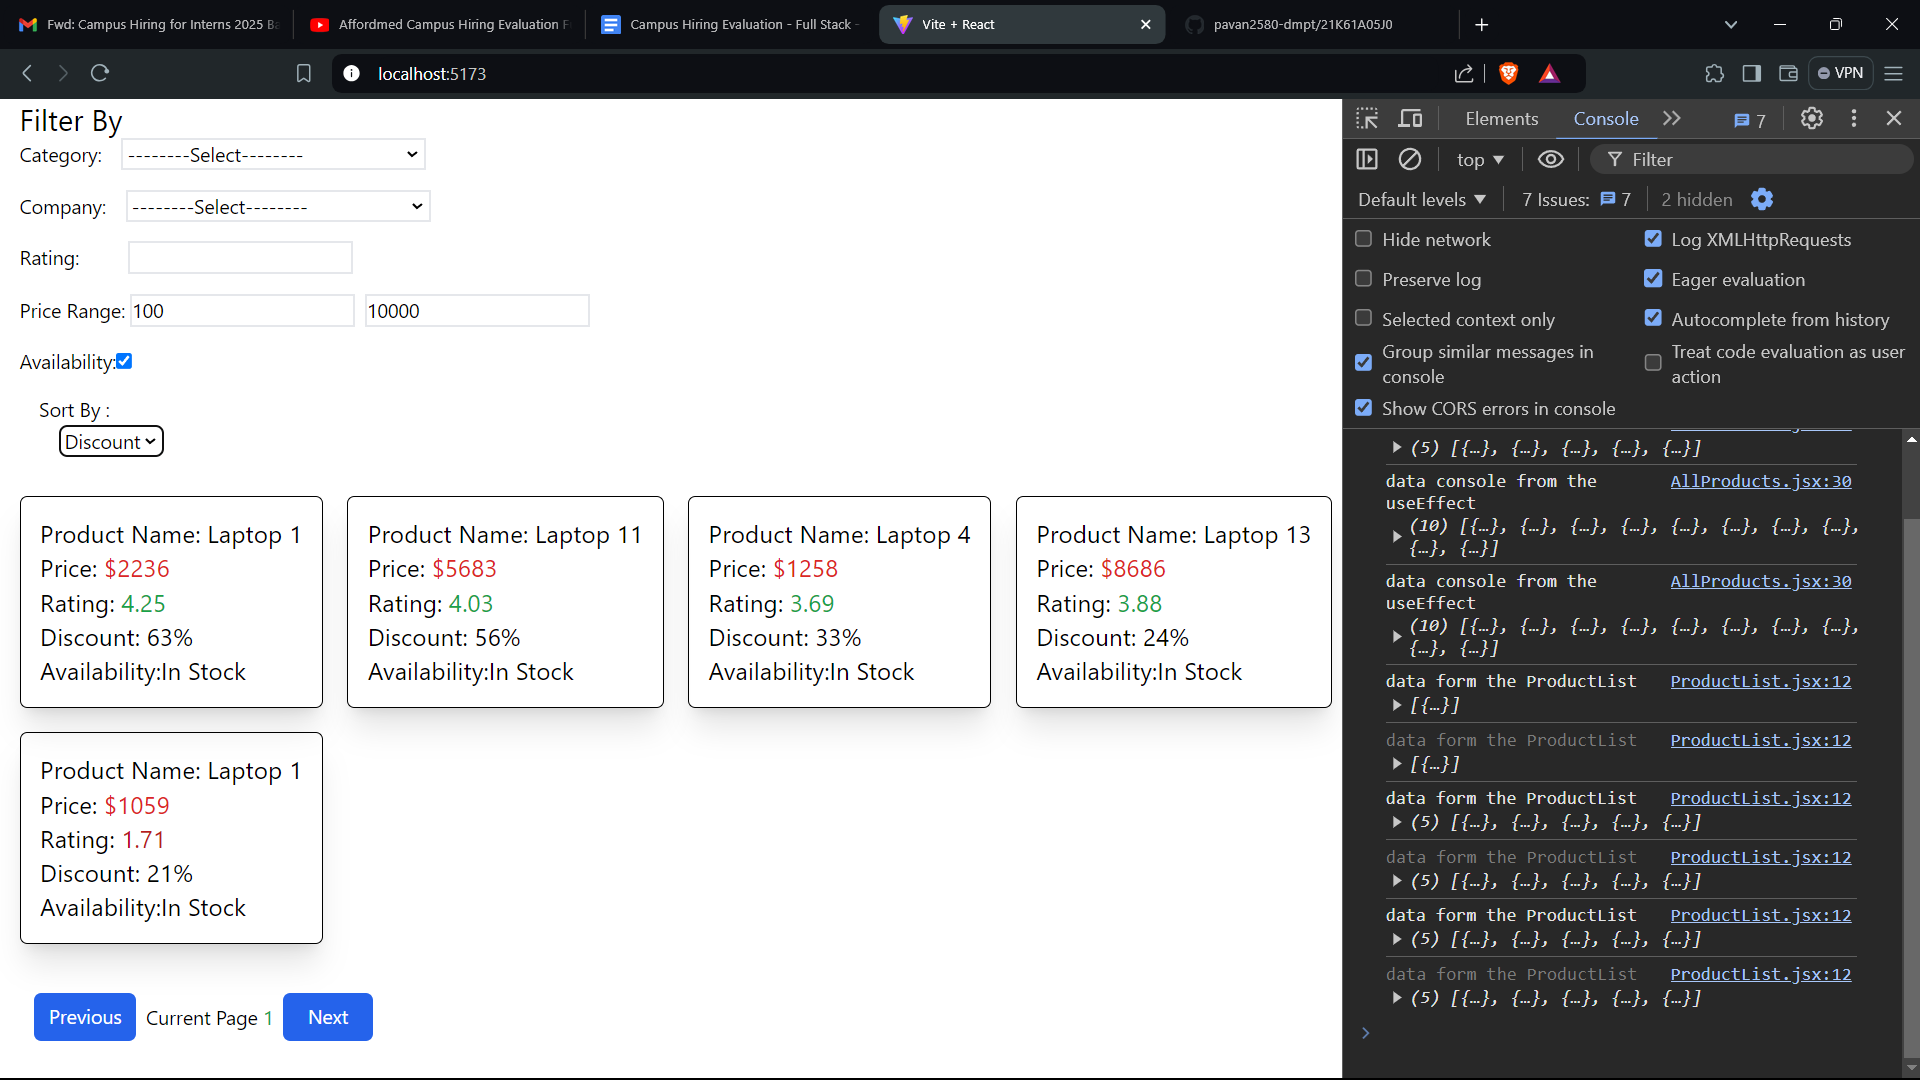 Fwd: Campus Hiring for Interns 2025 Ba
Affordmed Campus Hiring Evaluation F
Campus Hiring Evaluation - Full Stack -
Vite + React
pavan2580-dmpt/21K61A05J0
localhost:5173
VPN
Filter By
Category: --------Select--------
Company: --------Select--------
Rating:
Price Range: 100 10000
Availability:
Sort By :
Discount
Product Name: Laptop 1
Price: $2236
Rating: 4.25
Discount: 63%
Availability:In Stock
Product Name: Laptop 11
Price: $5683
Rating: 4.03
Discount: 56%
Availability:In Stock
Product Name: Laptop 4
Price: $1258
Rating: 3.69
Discount: 33%
Availability:In Stock
Product Name: Laptop 13
Price: $8686
Rating: 3.88
Discount: 24%
Availability:In Stock
Product Name: Laptop 1
Price: $1059
Rating: 1.71
Discount: 21%
Availability:In Stock
Previous Current Page 1 Next
Elements Console 7
top Filter
Default levels 7 Issues: 7 2 hidden
Hide network
Log XMLHttpRequests
Preserve log
Eager evaluation
Selected context only
Autocomplete from history
Group similar messages in
console
Treat code evaluation as user
action
Show CORS errors in console
(5) [{…}, {…}, {…}, {…}, {…}]
data console from the AllProducts.jsx:30
useEffect
(10) [{…}, {…}, {…}, {…}, {…}, {…}, {…}, {…},
{…}, {…}]
data console from the AllProducts.jsx:30
useEffect
(10) [{…}, {…}, {…}, {…}, {…}, {…}, {…}, {…},
{…}, {…}]
data form the ProductList ProductList.jsx:12
[{…}]
data form the ProductList ProductList.jsx:12
[{…}]
data form the ProductList ProductList.jsx:12
(5) [{…}, {…}, {…}, {…}, {…}]
data form the ProductList ProductList.jsx:12
(5) [{…}, {…}, {…}, {…}, {…}]
data form the ProductList ProductList.jsx:12
(5) [{…}, {…}, {…}, {…}, {…}]
data form the ProductList ProductList.jsx:12
(5) [{…}, {…}, {…}, {…}, {…}]